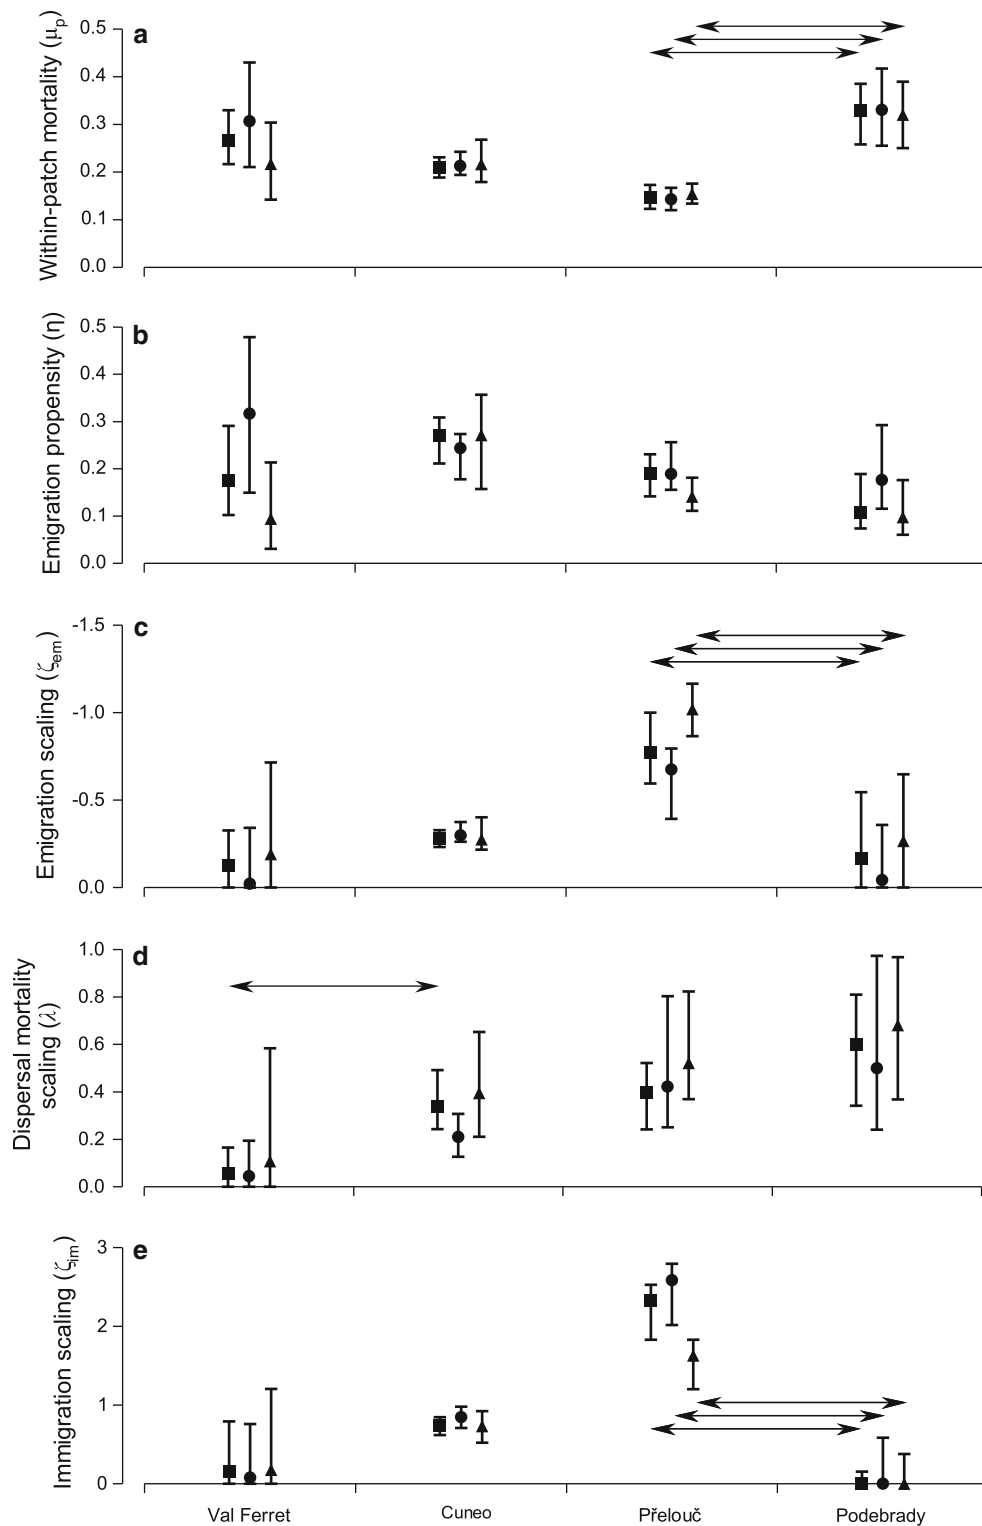 a
Within-patch mortality (μp)
0.5
0.4
0.3
0.2
0.1
0.0
b
Emigration propensity (η)
0.5
0.4
0.3
0.2
0.1
0.0
c
Emigration scaling (ζem)
-1.5
-1.0
-0.5
0.0
d
Dispersal mortality
scaling (λ)
1.0
0.8
0.6
0.4
0.2
0.0
e
Immigration scaling (ζim)
3
2
1
0
Val Ferret Cuneo Přelouč Podebrady